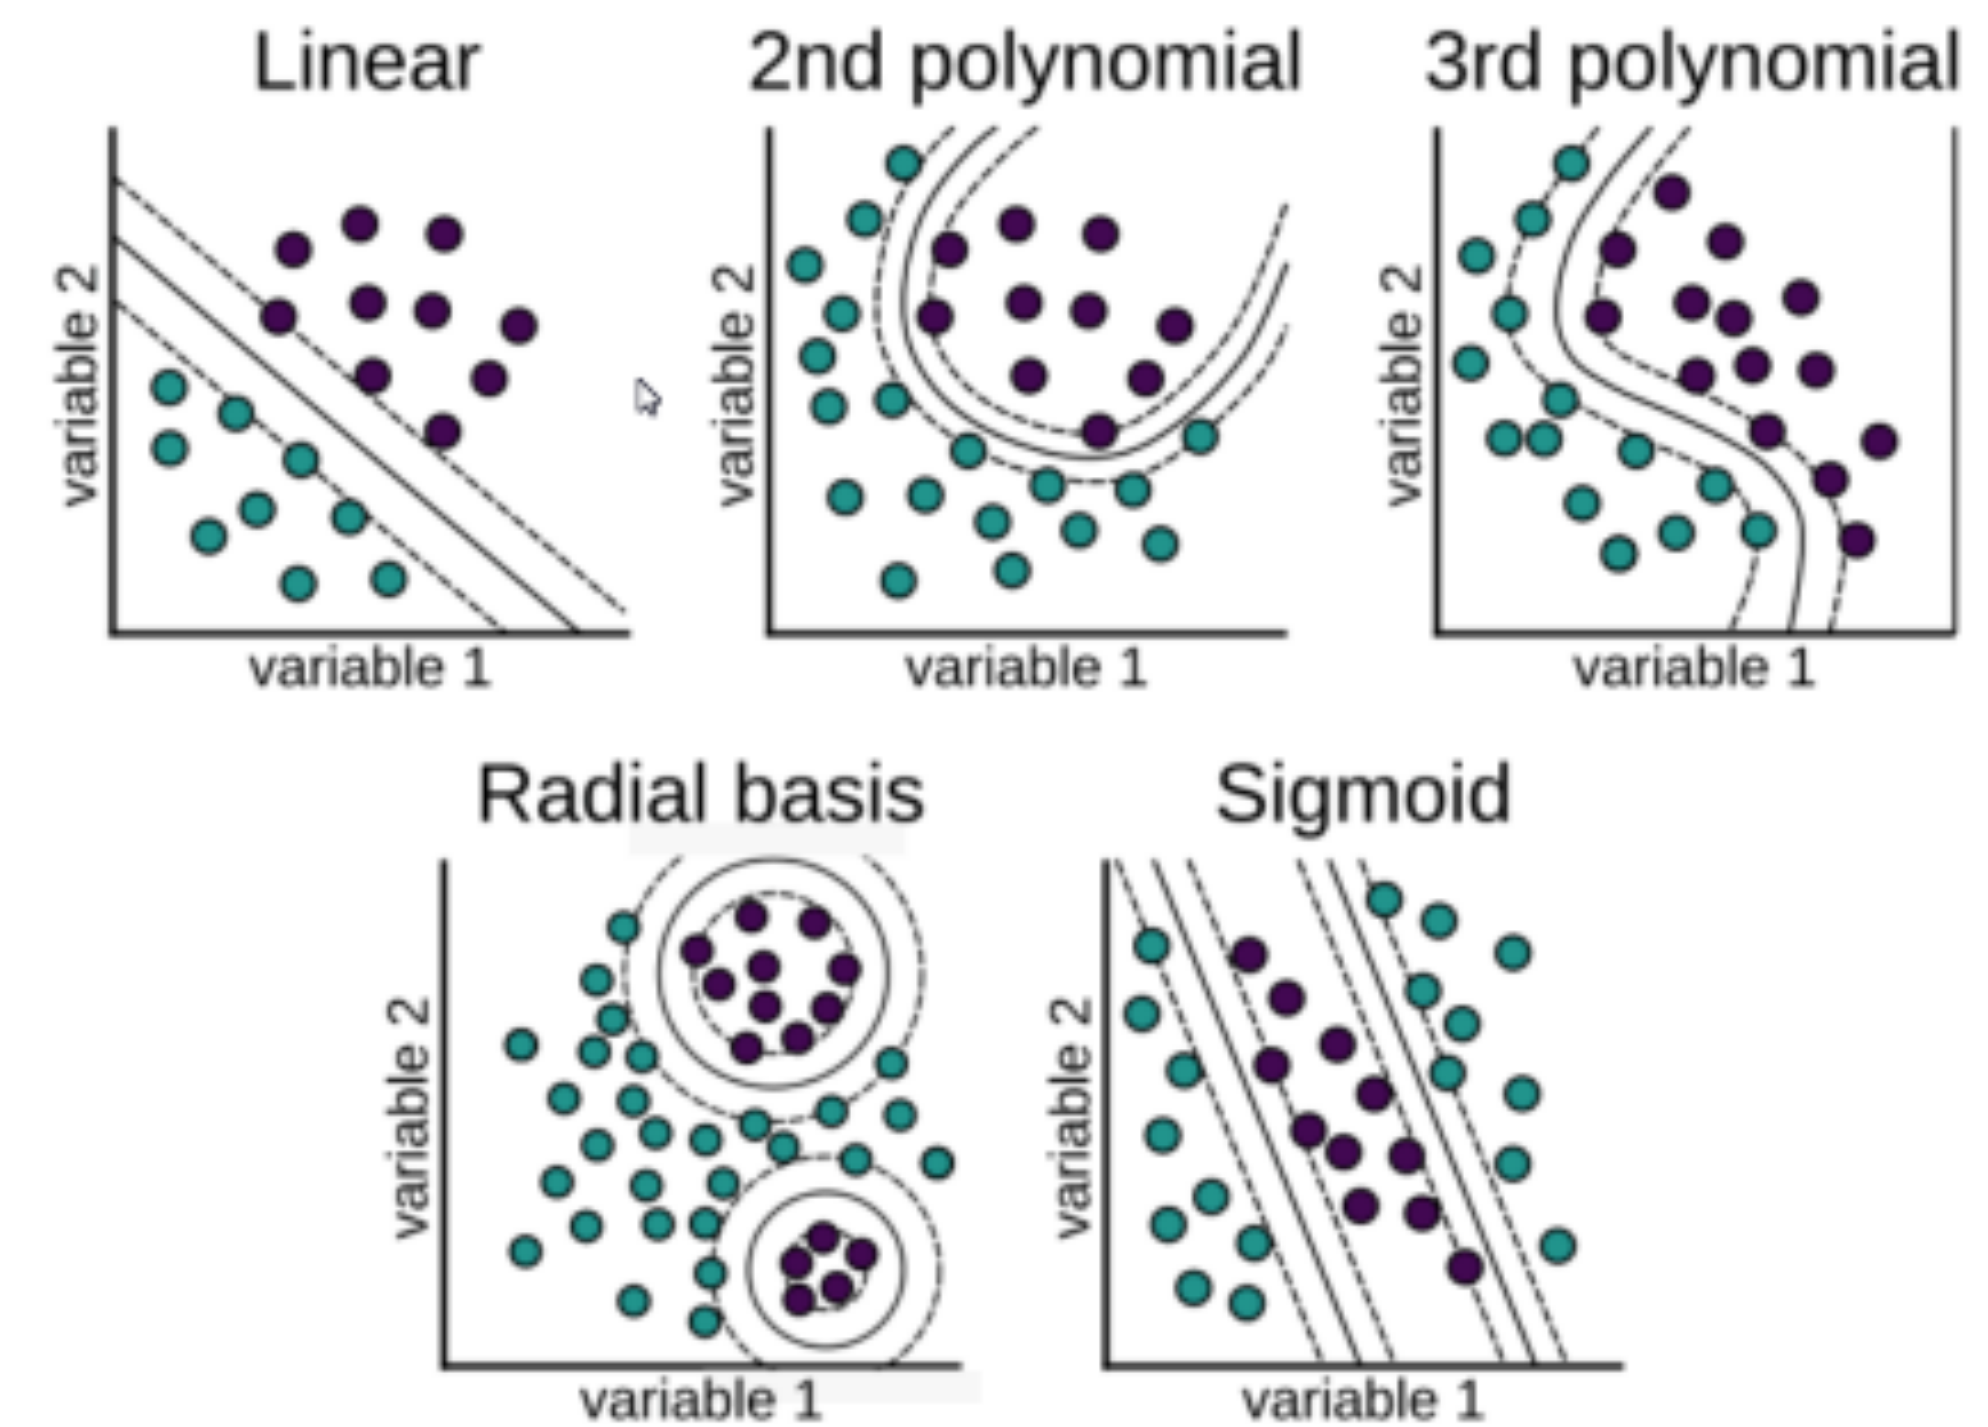 Linear
2nd polynomial
3rd polynomial
variable 2
variable 2
variable 2
variable 1
variable 1
variable 1
Radial basis
Sigmoid
variable 2
variable 2
variable 1
variable 1